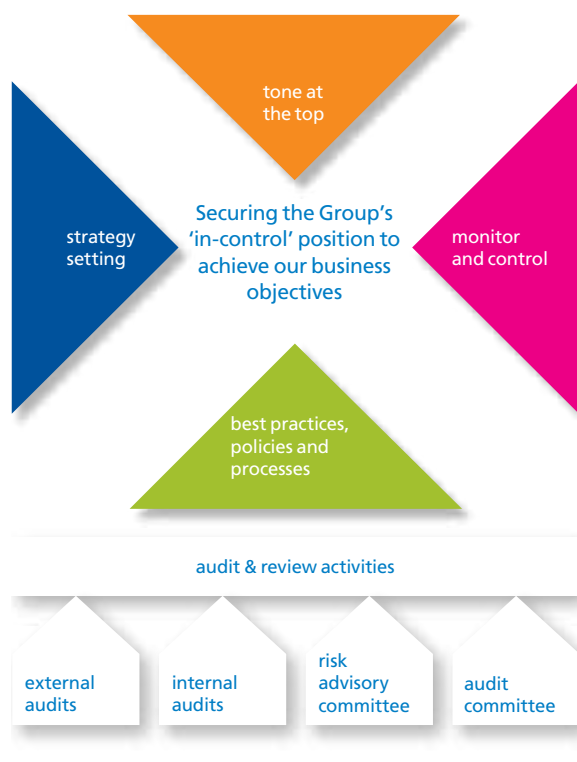 tone at
the top
strategy
setting
Securing the Group's
'in-control' position to
achieve our business
objectives
monitor
and control
best practices,
policies and
processes
audit & review activities
external
audits
internal
audits
risk
advisory
committee
audit
committee